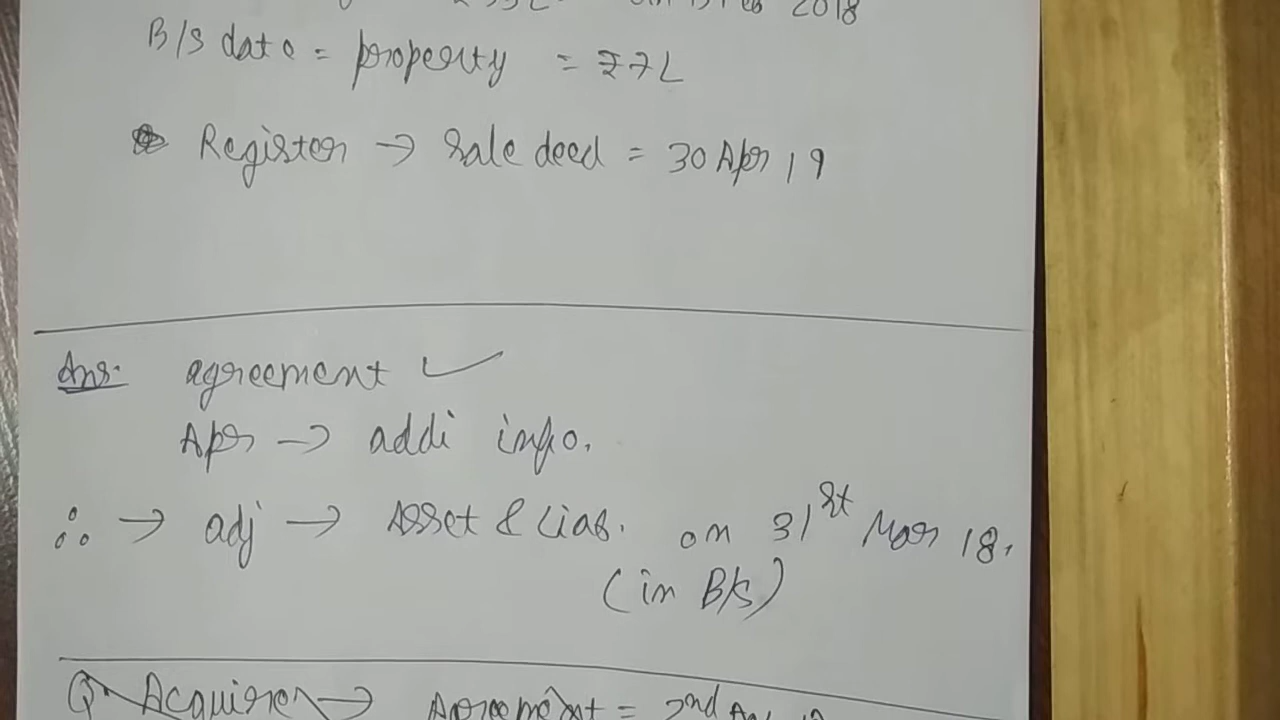 2018
B/S date = property = ₹7L
Register → Sale deed = 30 Apr 19
Ans. agreement ✓
Apr → addi info.
∴ → adj → Asset & Liab. on 31st Mar 18.
(in B/S)
Q. Acquirer → Agreement = 2nd